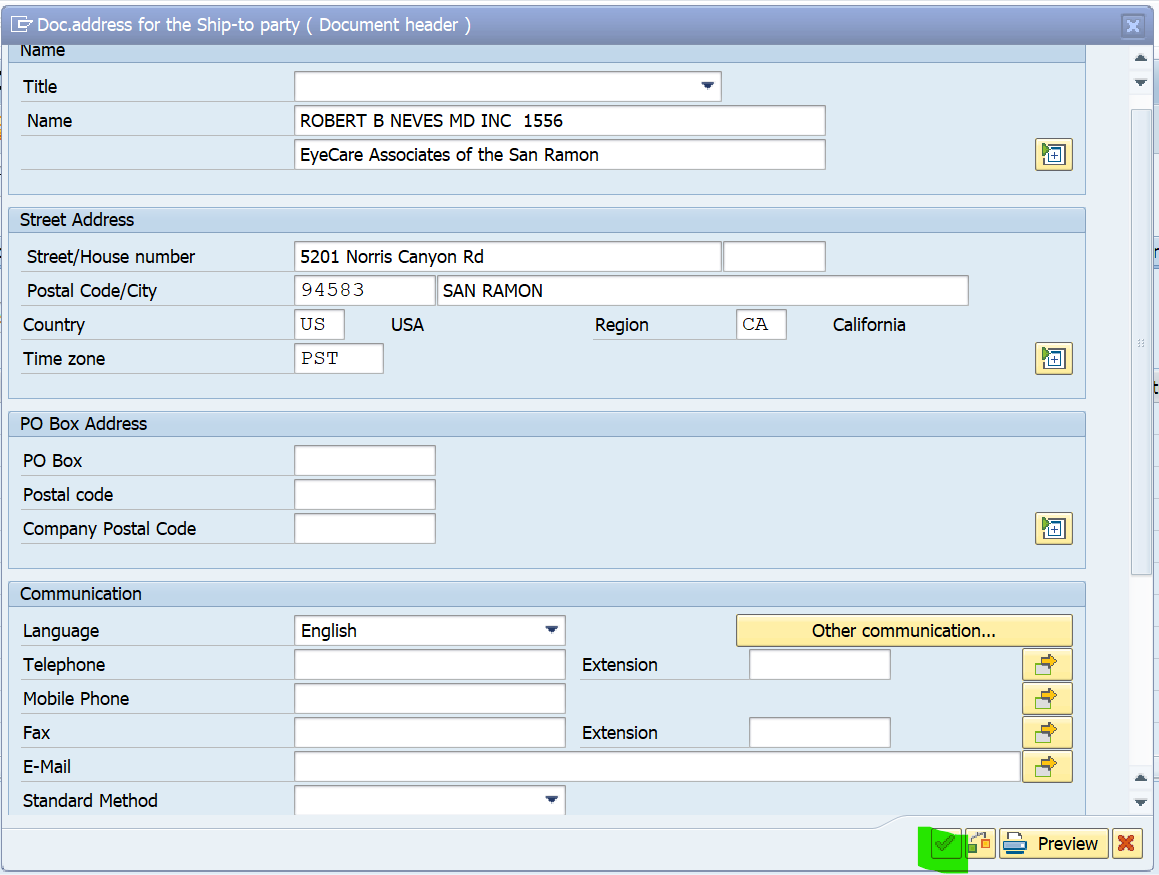 Doc.address for the Ship-to party ( Document header )
Name
Title
Name ROBERT B NEVES MD INC  1556
EyeCare Associates of the San Ramon
Street Address
Street/House number 5201 Norris Canyon Rd
Postal Code/City 94583 SAN RAMON
Country US USA Region CA California
Time zone PST
PO Box Address
PO Box
Postal code
Company Postal Code
Communication
Language English Other communication...
Telephone Extension
Mobile Phone
Fax Extension
E-Mail
Standard Method
Preview